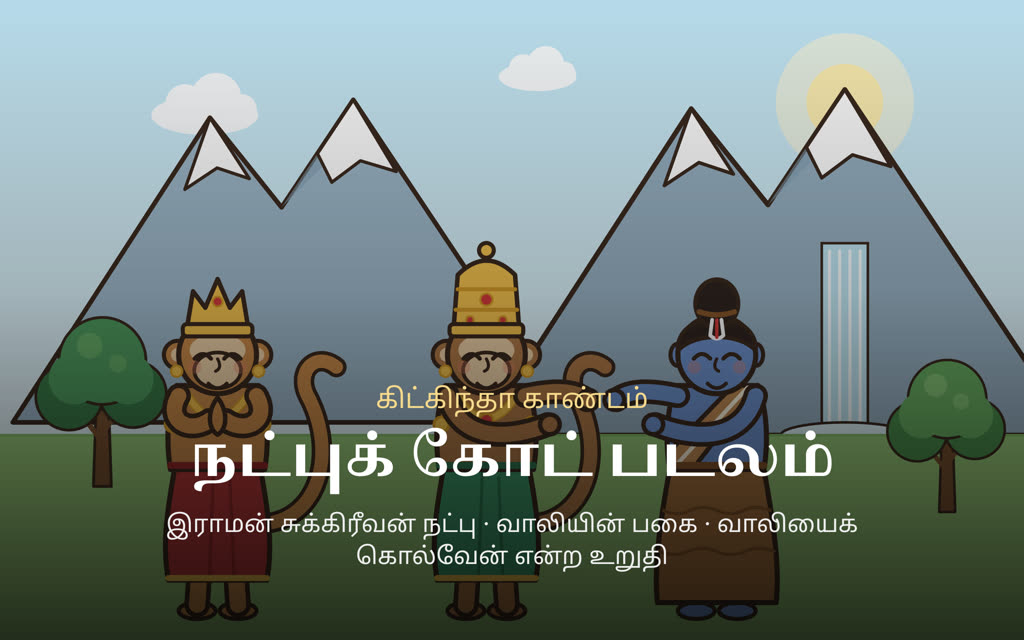 கிட்கிந்தா காண்டம்
நட்புக் கோட் படலம்
இராமன் சுக்கிரீவன் நட்பு · வாலியின் பகை · வாலியைக்
கொல்வேன் என்ற உறுதி